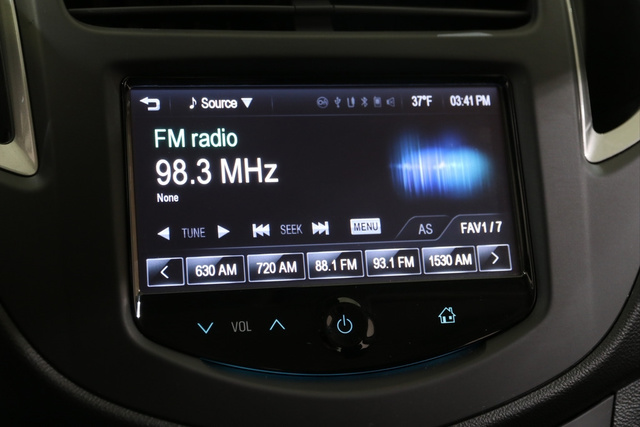 Source 37°F 03:41 PM
FM radio
98.3 MHz
None
TUNE SEEK MENU AS FAV1/7
630 AM 720 AM 88.1 FM 93.1 FM 1530 AM
VOL